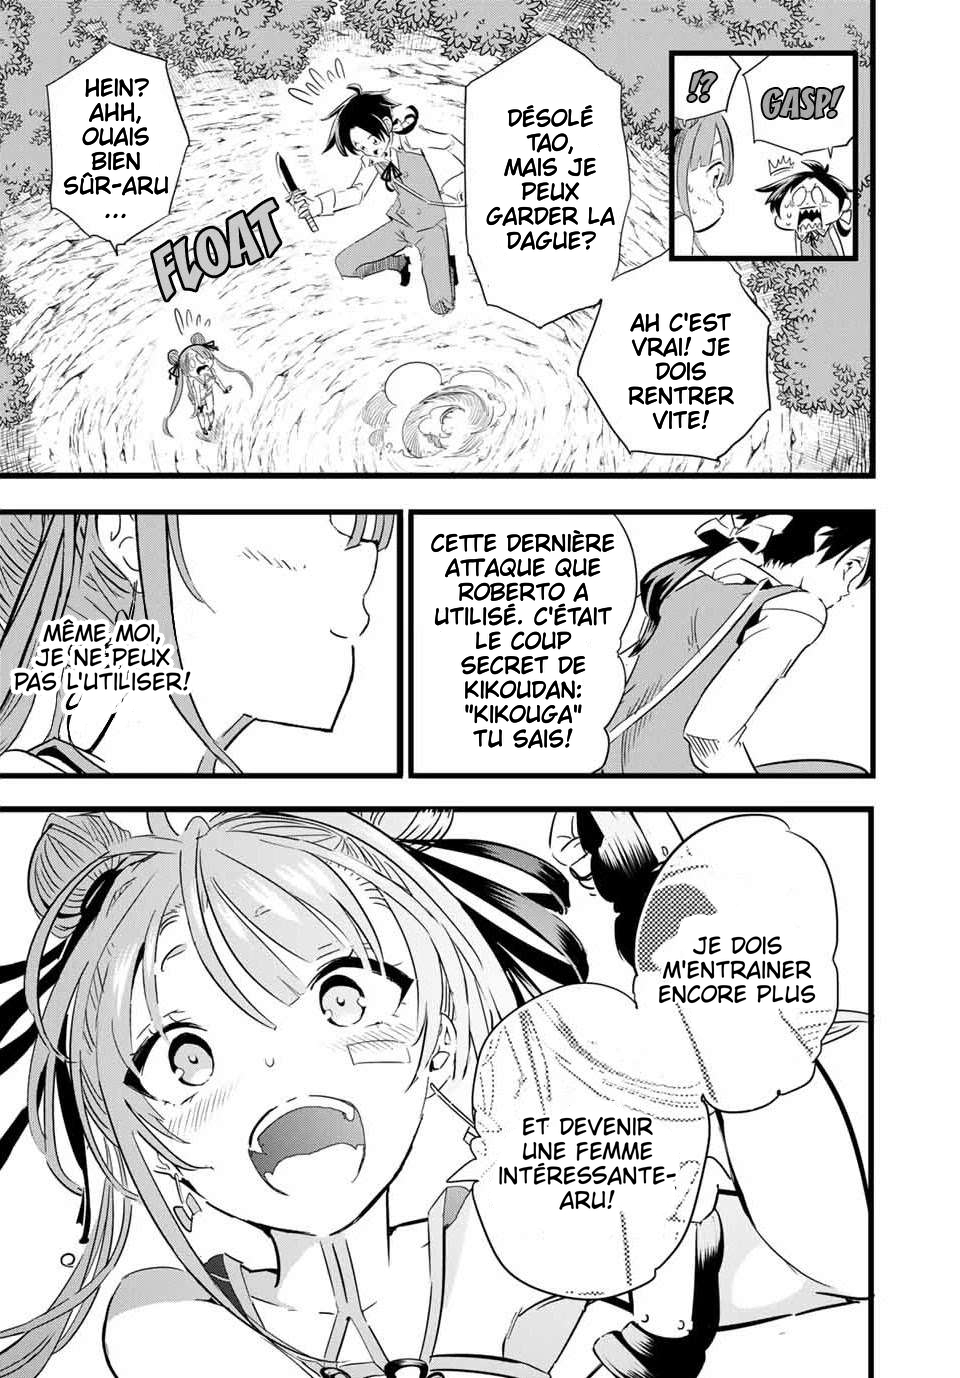 GASP!
!?
AH C'EST
VRAI! JE
DOIS
RENTRER
VITE!
DÉSOLÉ
TAO,
MAIS JE
PEUX
GARDER LA
DAGUE?
FLOAT
HEIN?
AHH,
OUAIS
BIEN
SÛR-ARU
...
CETTE DERNIÈRE
ATTAQUE QUE
ROBERTO A
UTILISÉ. C'ÉTAIT
LE COUP
SECRET DE
KIKOUDAN:
"KIKOUGA"
TU SAIS!
MÊME MOI,
JE NE PEUX
PAS L'UTILISER!
JE DOIS
M'ENTRAINER
ENCORE PLUS
ET DEVENIR
UNE FEMME
INTÉRESSANTE-
ARU!